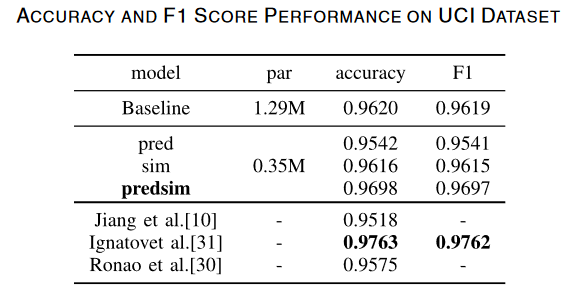 ACCURACY AND F1 SCORE PERFORMANCE ON UCI DATASET
model par accuracy F1
Baseline 1.29M 0.9620 0.9619
pred 0.9542 0.9541
sim 0.35M 0.9616 0.9615
predsim 0.9698 0.9697
Jiang et al.[10] - 0.9518 -
Ignatovet al.[31] - 0.9763 0.9762
Ronao et al.[30] - 0.9575 -